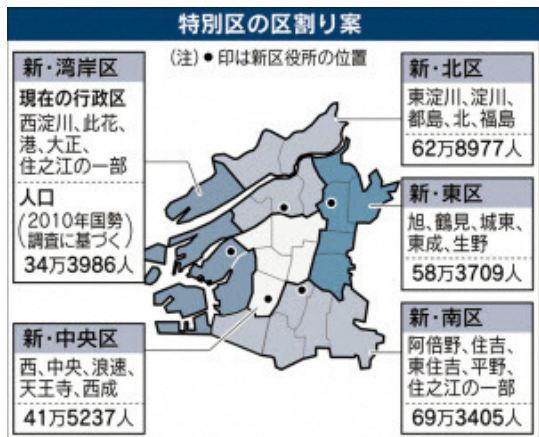 特別区の区割り案
(注)●印は新区役所の位置
新・湾岸区
現在の行政区
西淀川、此花、
港、大正、
住之江の一部
人口
(2010年国勢
調査に基づく)
34万3986人
新・北区
東淀川、淀川、
都島、北、福島
62万8977人
新・東区
旭、鶴見、城東、
東成、生野
58万3709人
新・中央区
西、中央、浪速、
天王寺、西成
41万5237人
新・南区
阿倍野、住吉、
東住吉、平野、
住之江の一部
69万3405人